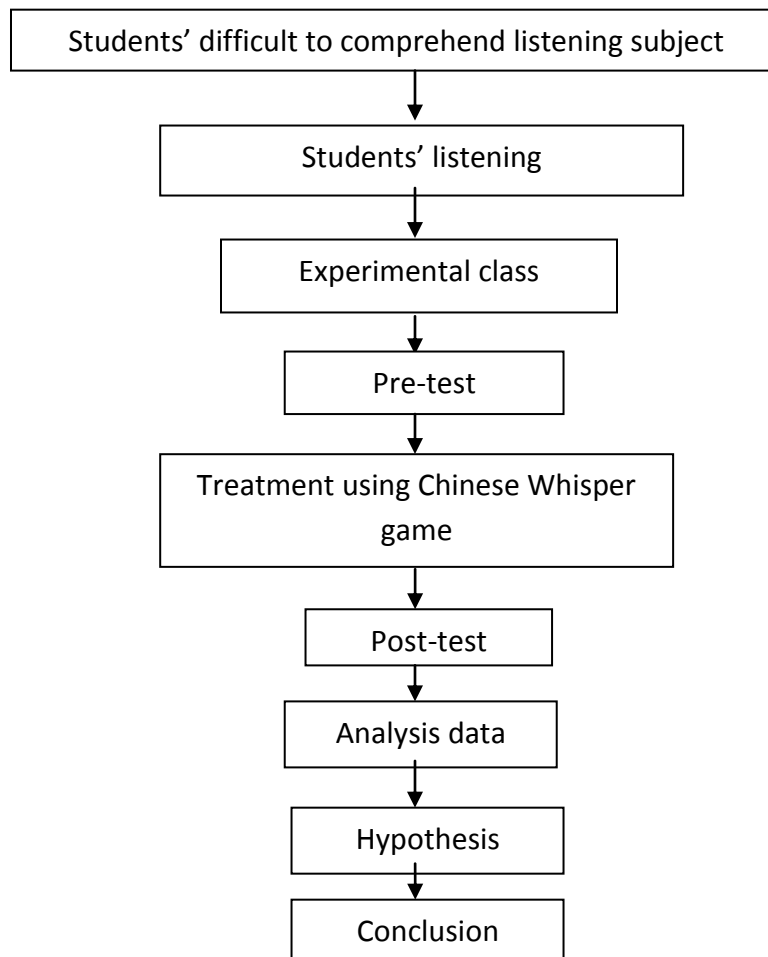 Students’ difficult to comprehend listening subject
Students’ listening
Experimental class
Pre-test
Treatment using Chinese Whisper
game
Post-test
Analysis data
Hypothesis
Conclusion